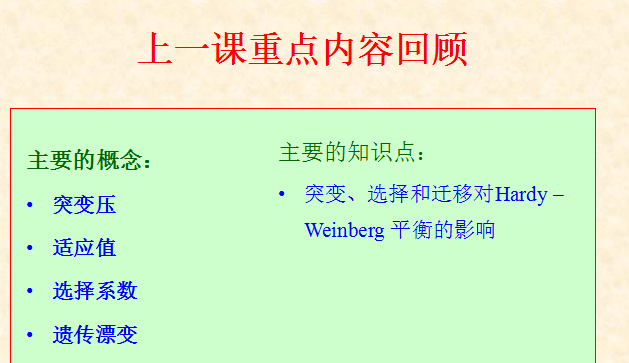 上一课重点内容回顾
主要的概念：
• 突变压
• 适应值
• 选择系数
• 遗传漂变
主要的知识点：
• 突变、选择和迁移对Hardy –
Weinberg 平衡的影响